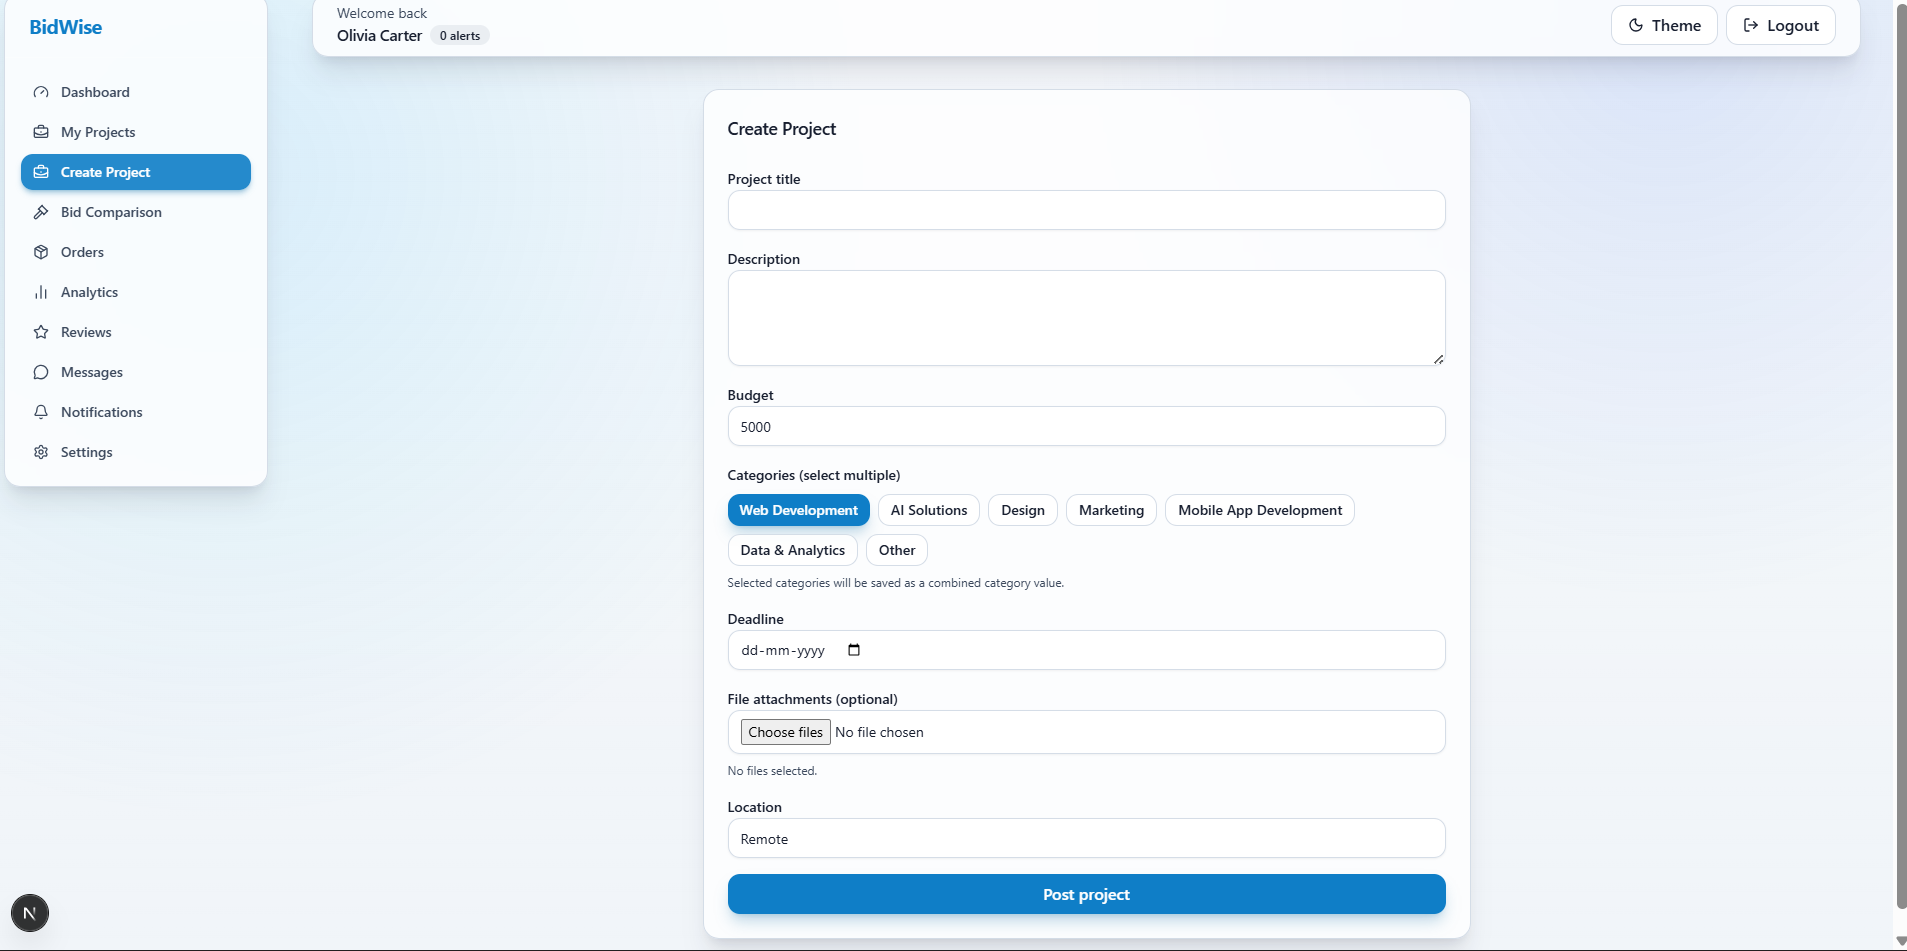 BidWise
Dashboard
My Projects
Create Project
Bid Comparison
Orders
Analytics
Reviews
Messages
Notifications
Settings
Welcome back
Olivia Carter 0 alerts
Theme
Logout
Create Project
Project title
Description
Budget
5000
Categories (select multiple)
Web Development AI Solutions Design Marketing Mobile App Development
Data & Analytics Other
Selected categories will be saved as a combined category value.
Deadline
dd-mm-yyyy
File attachments (optional)
Choose files No file chosen
No files selected.
Location
Remote
Post project
N